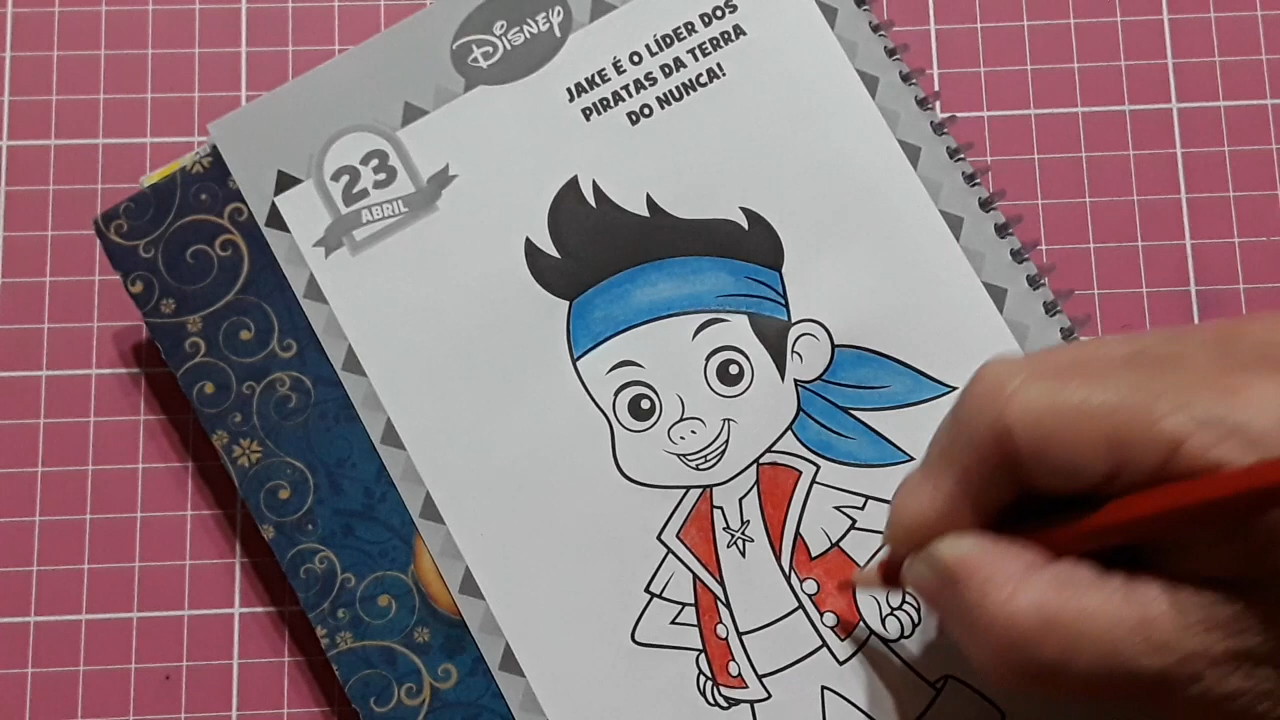 Disney
JAKE É O LÍDER DOS
PIRATAS DA TERRA
DO NUNCA!
23
ABRIL